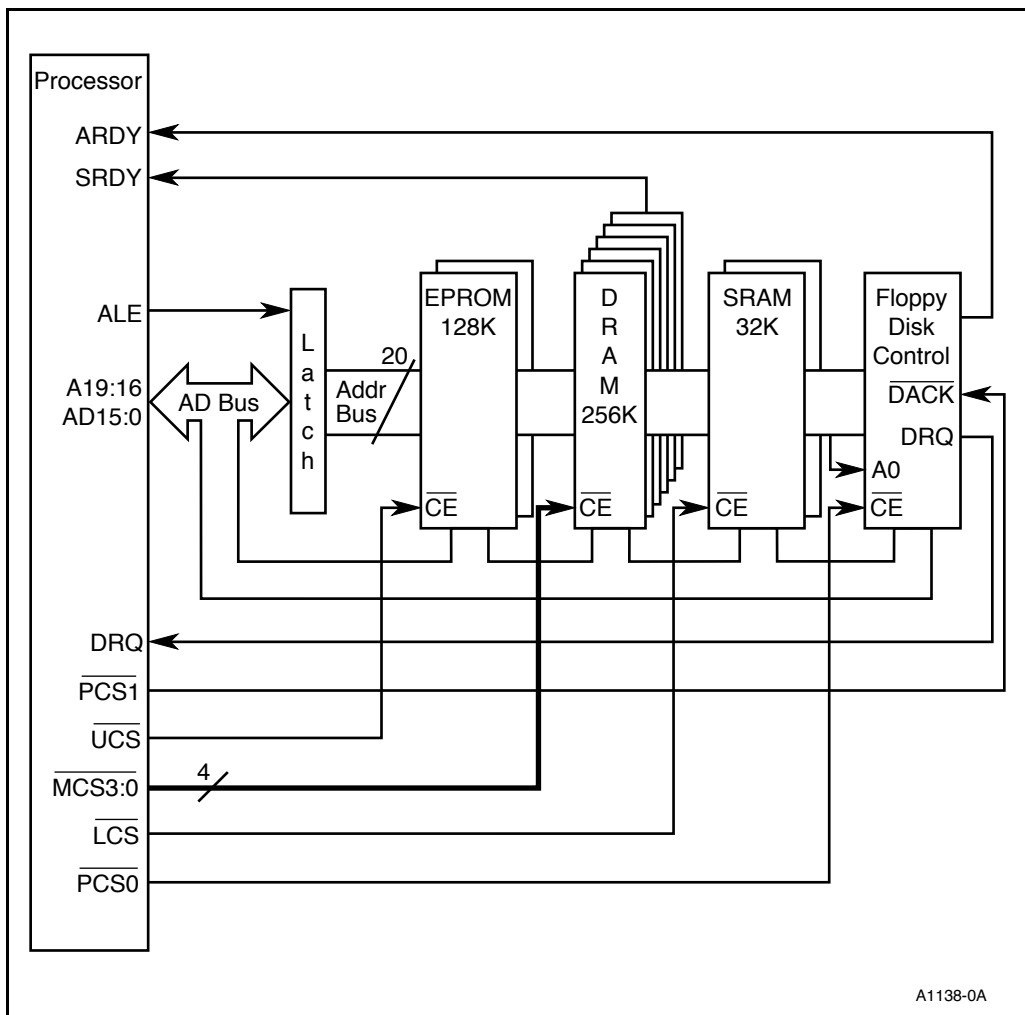 Processor
ARDY
SRDY
ALE
A19:16
AD15:0
AD Bus
L
a
t
c
h
20
Addr
Bus
EPROM
128K
CE
D
R
A
M
256K
CE
SRAM
32K
CE
Floppy
Disk
Control
DACK
DRQ
A0
CE
DRQ
PCS1
UCS
MCS3:0
4
LCS
PCS0
A1138-0A